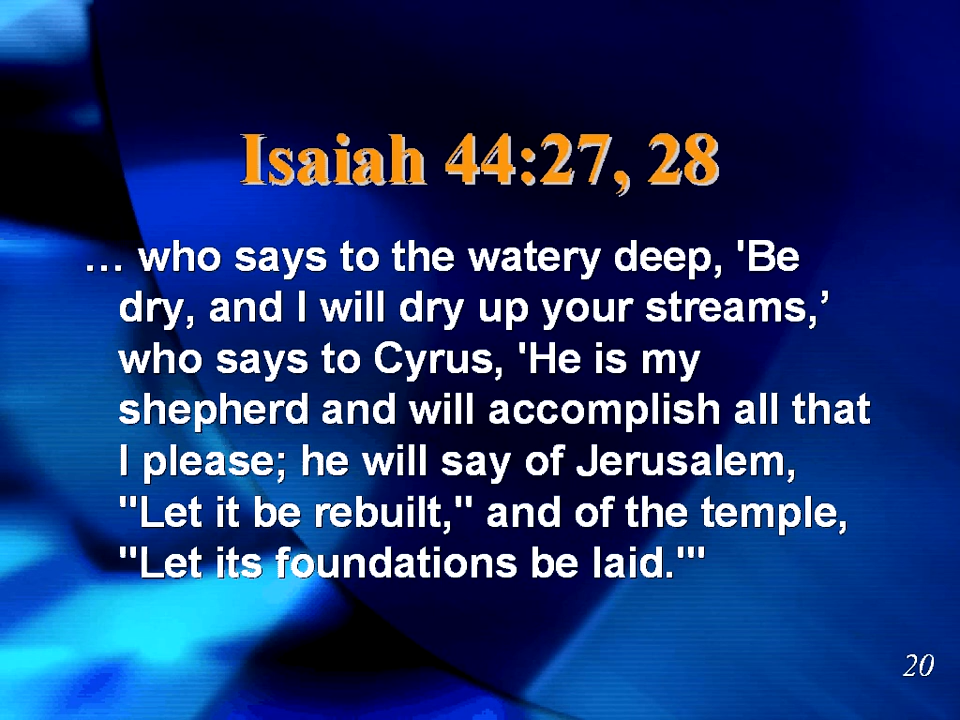 Isaiah 44:27, 28
… who says to the watery deep, 'Be
dry, and I will dry up your streams,’
who says to Cyrus, 'He is my
shepherd and will accomplish all that
I please; he will say of Jerusalem,
"Let it be rebuilt," and of the temple,
"Let its foundations be laid."'
20